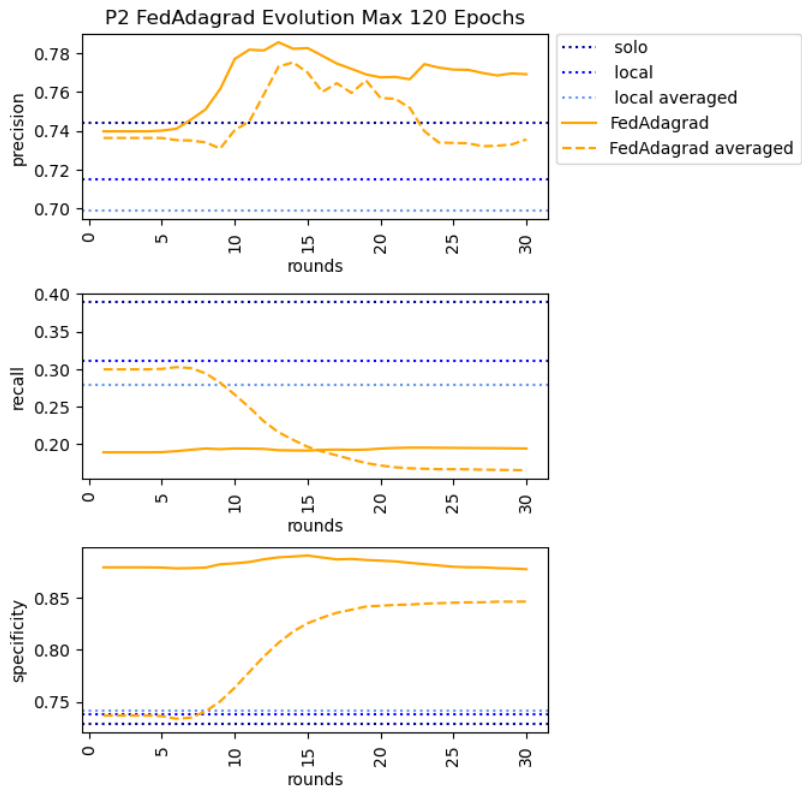 P2 FedAdagrad Evolution Max 120 Epochs
solo
local
local averaged
FedAdagrad
FedAdagrad averaged
precision
0.78
0.76
0.74
0.72
0.70
0
5
10
15
20
25
30
rounds
recall
0.40
0.35
0.30
0.25
0.20
0
5
10
15
20
25
30
rounds
specificity
0.85
0.80
0.75
0
5
10
15
20
25
30
rounds